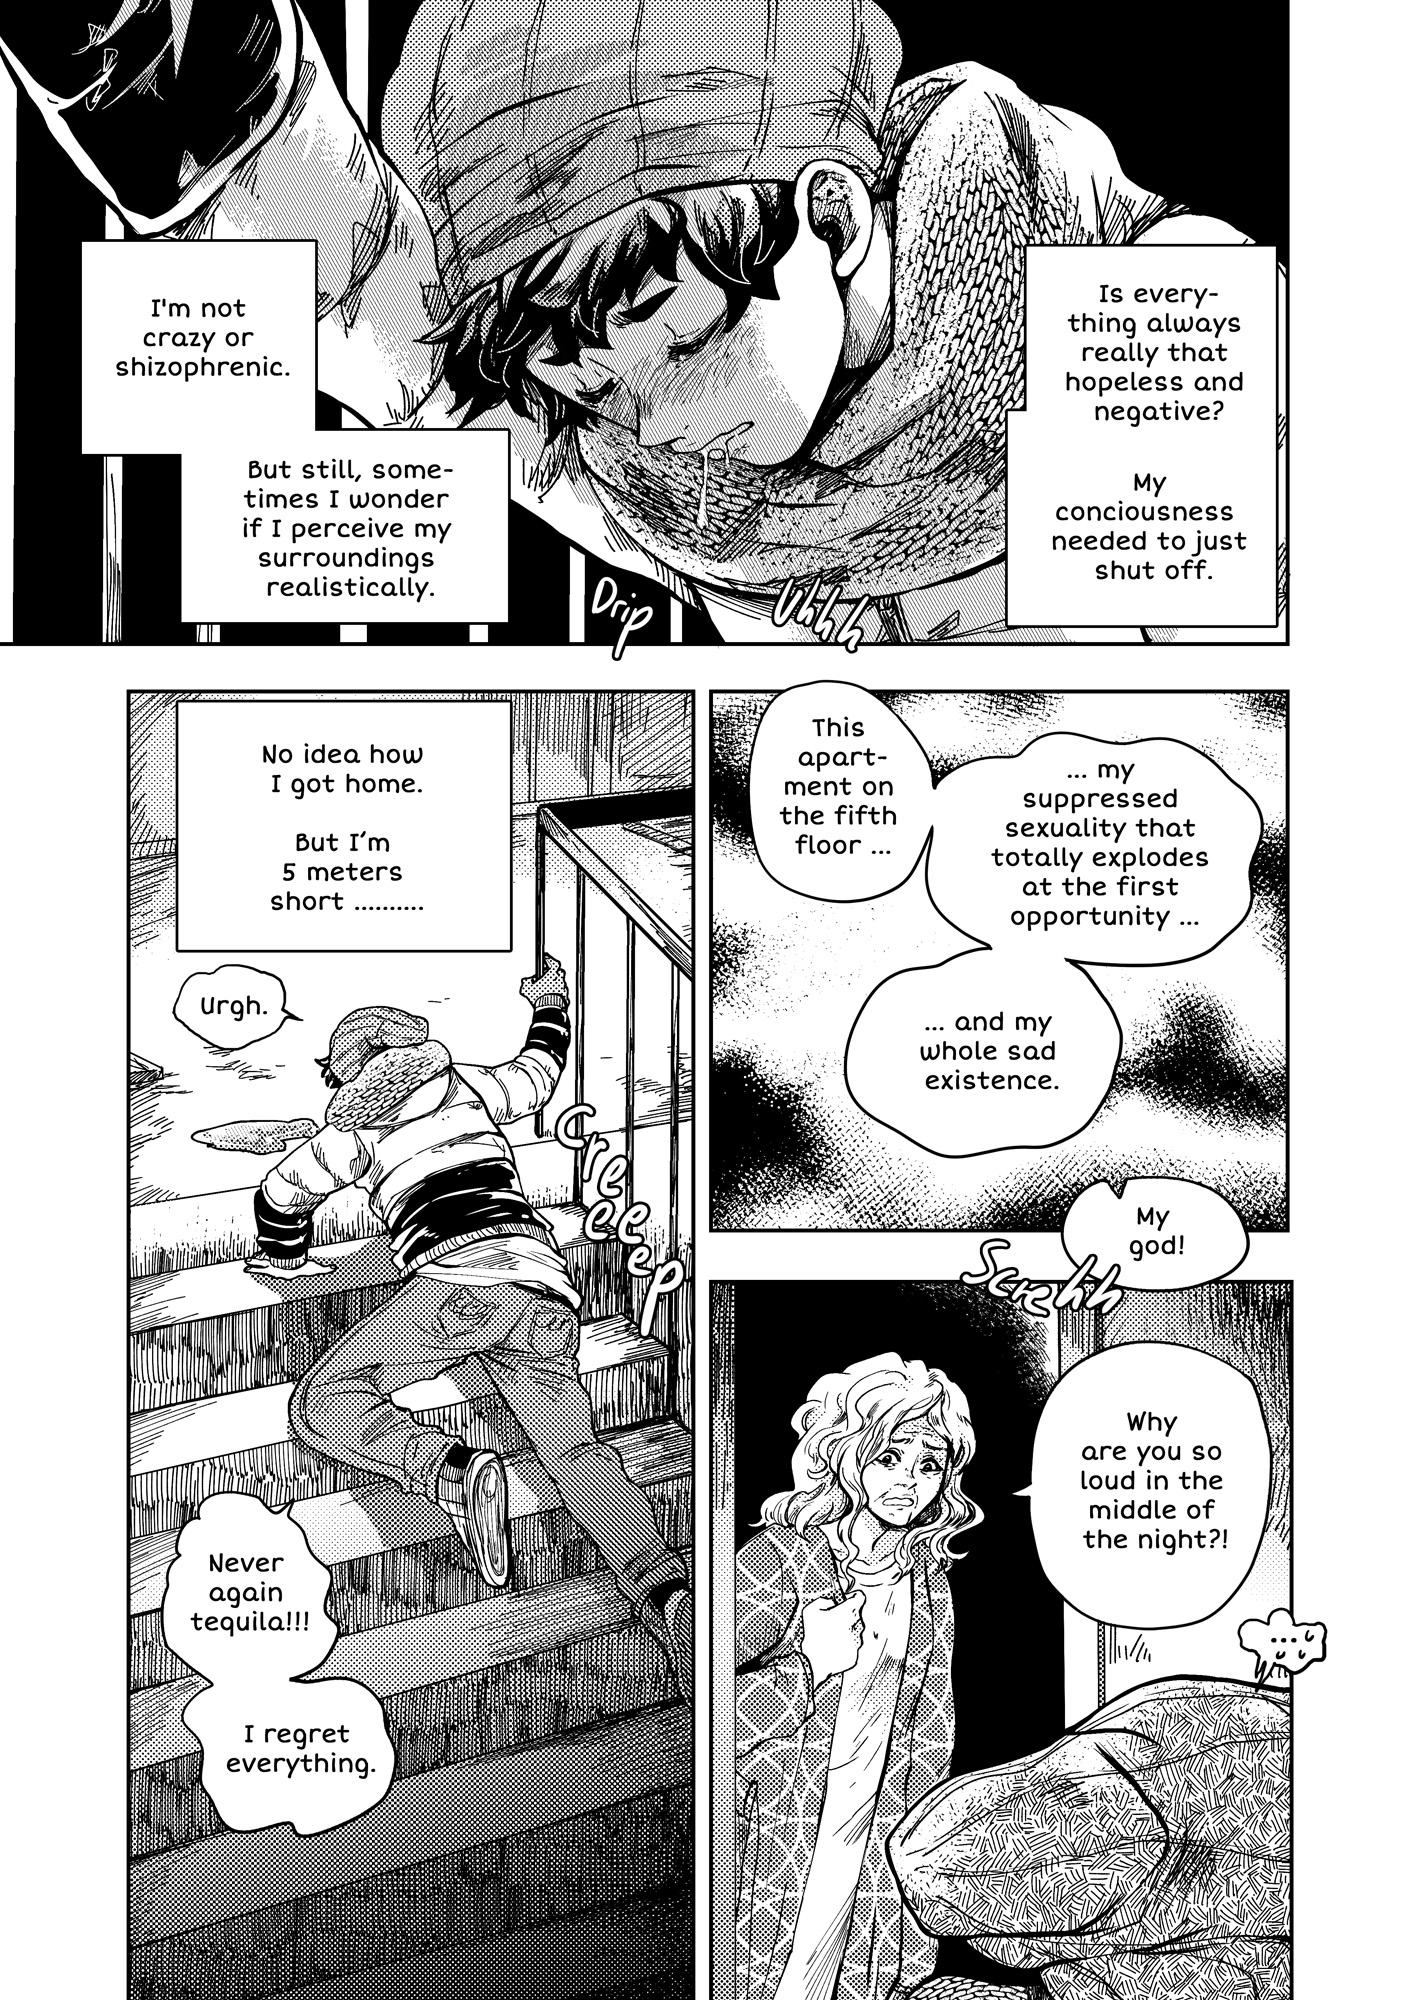 I'm not
crazy or
shizophrenic.
But still, some-
times I wonder
if I perceive my
surroundings
realistically.
Is every-
thing always
really that
hopeless and
negative?
My
conciousness
needed to just
shut off.
Drip
Uhhh
No idea how
I got home.
But I'm
5 meters
short ..........
Urgh.
Creeeeeep
Never
again
tequila!!!
I regret
everything.
This
apart-
ment on
the fifth
floor ...
... my
suppressed
sexuality that
totally explodes
at the first
opportunity ...
... and my
whole sad
existence.
My
god!
Screhh
Why
are you so
loud in the
middle of
the night?!
...